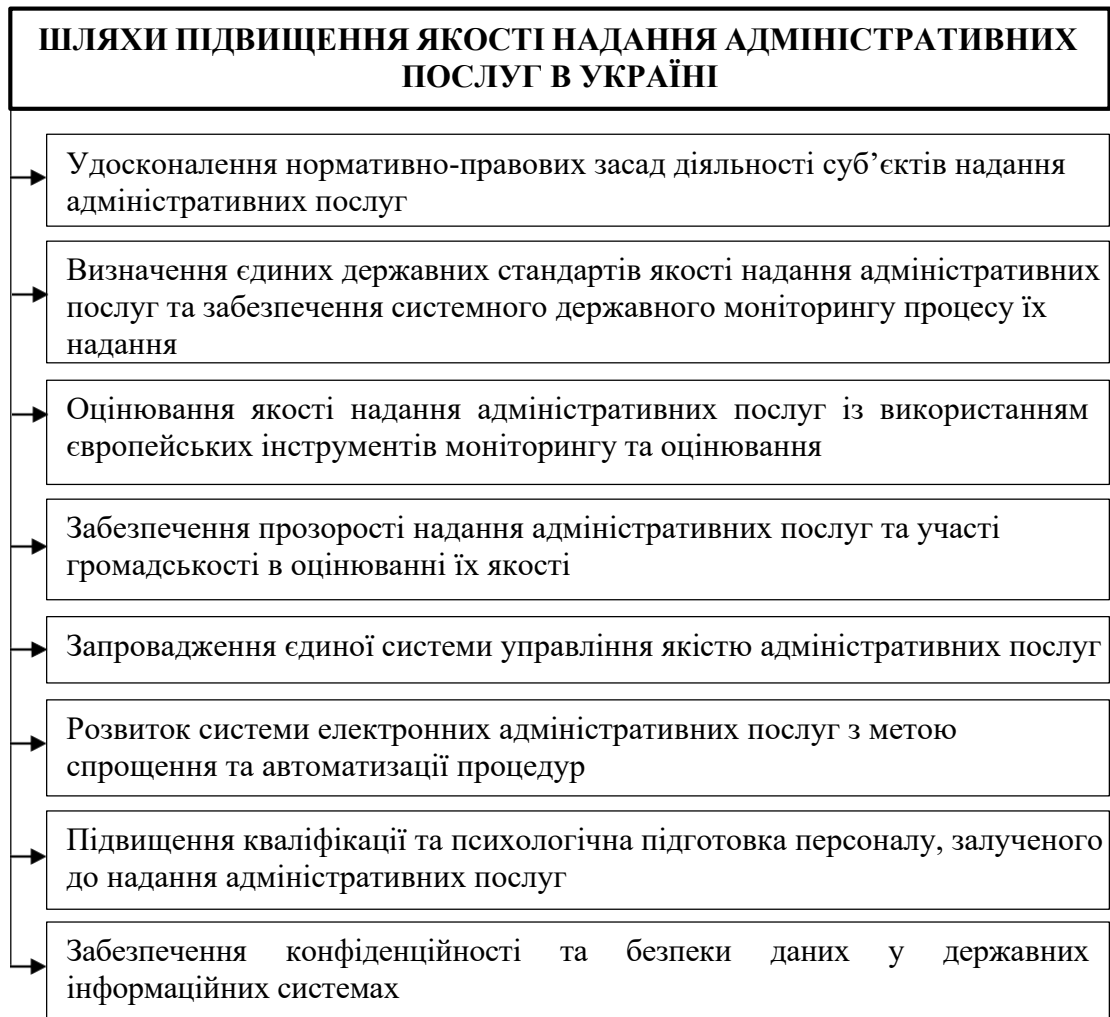 ШЛЯХИ ПІДВИЩЕННЯ ЯКОСТІ НАДАННЯ АДМІНІСТРАТИВНИХ
ПОСЛУГ В УКРАЇНІ
Удосконалення нормативно-правових засад діяльності суб’єктів надання
адміністративних послуг
Визначення єдиних державних стандартів якості надання адміністративних
послуг та забезпечення системного державного моніторингу процесу їх
надання
Оцінювання якості надання адміністративних послуг із використанням
європейських інструментів моніторингу та оцінювання
Забезпечення прозорості надання адміністративних послуг та участі
громадськості в оцінюванні їх якості
Запровадження єдиної системи управління якістю адміністративних послуг
Розвиток системи електронних адміністративних послуг з метою
спрощення та автоматизації процедур
Підвищення кваліфікації та психологічна підготовка персоналу, залученого
до надання адміністративних послуг
Забезпечення конфіденційності та безпеки даних у державних
інформаційних системах